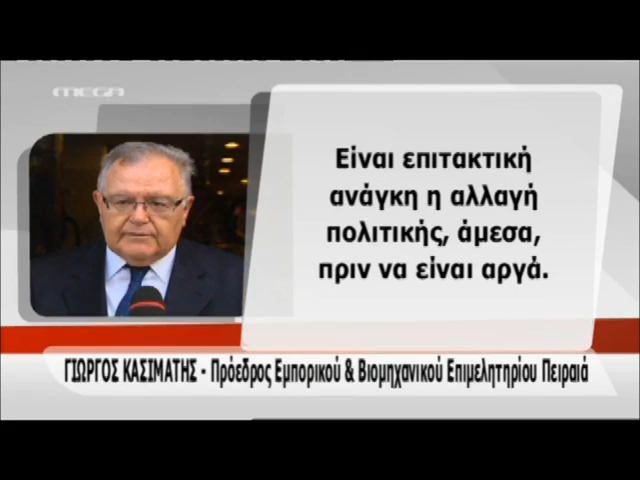 MEGA
Είναι επιτακτική
ανάγκη η αλλαγή
πολιτικής, άμεσα,
πριν να είναι αργά.
ΓΙΩΡΓΟΣ ΚΑΣΙΜΑΤΗΣ - Πρόεδρος Εμπορικού & Βιομηχανικού Επιμελητηρίου Πειραιά